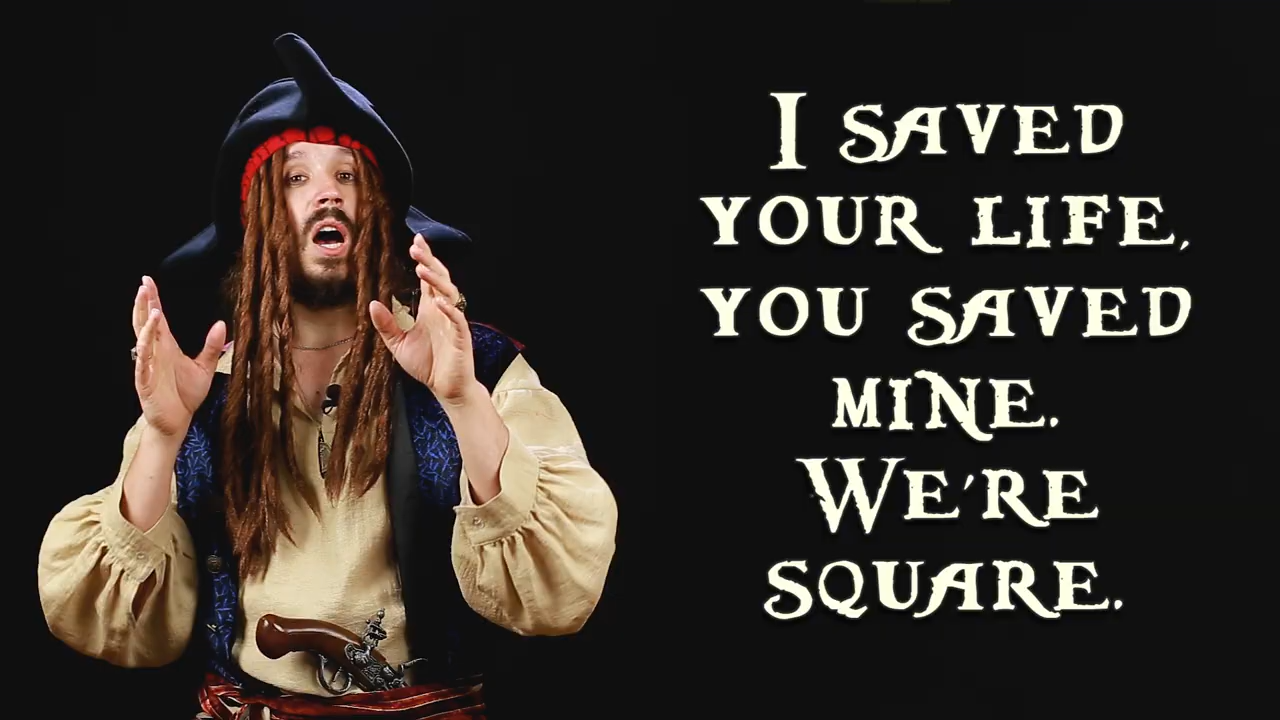 I saved
your life,
you saved
mine.
We're
square.